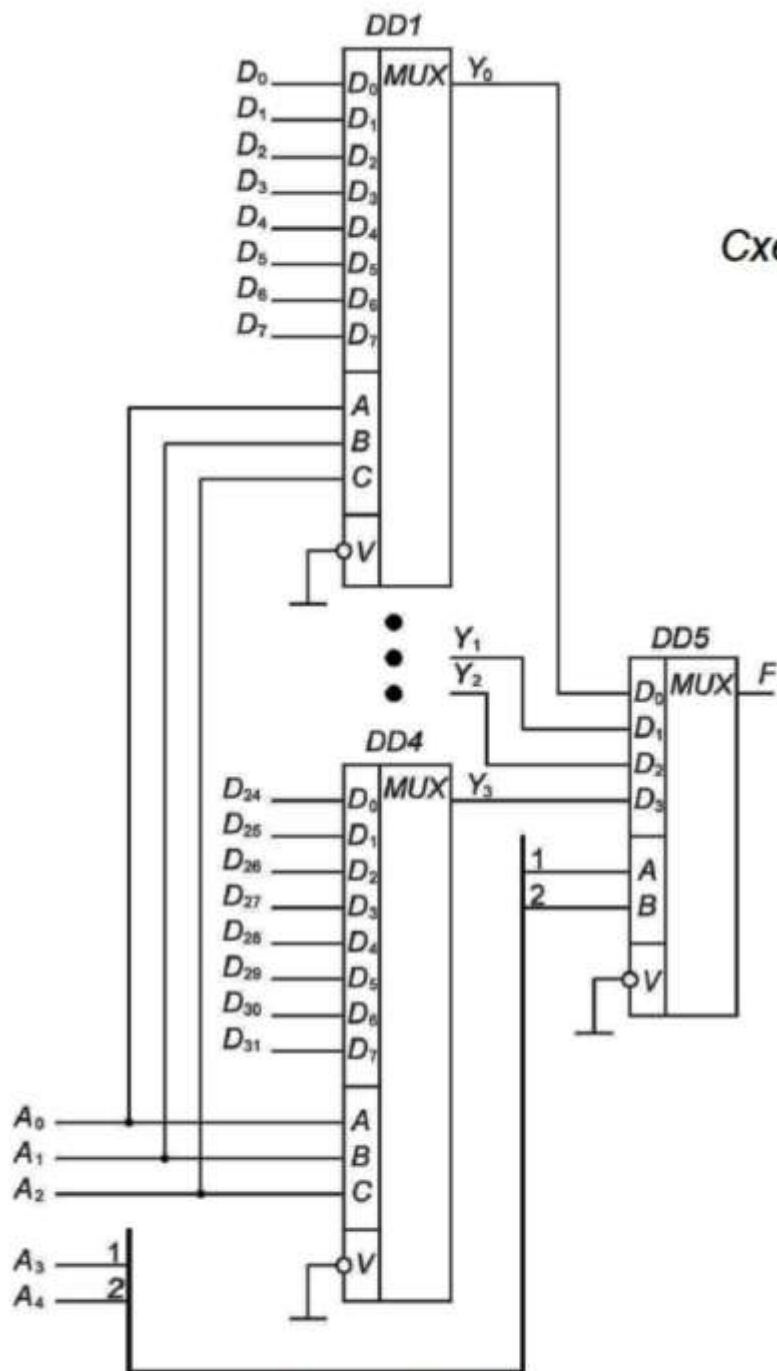 DD1
D₀ D₀ MUX Y₀
D₁ D₁
D₂ D₂
D₃ D₃
D₄ D₄
D₅ D₅
D₆ D₆
D₇ D₇
A
B
C
V
Y₁
Y₂
DD5
D₀ MUX F
D₁
D₂
D₃
1 A
2 B
V
DD4
D₂₄ D₀ MUX Y₃
D₂₅ D₁
D₂₆ D₂
D₂₇ D₃
D₂₈ D₄
D₂₉ D₅
D₃₀ D₆
D₃₁ D₇
A₀ A
A₁ B
A₂ C
A₃ 1 V
A₄ 2